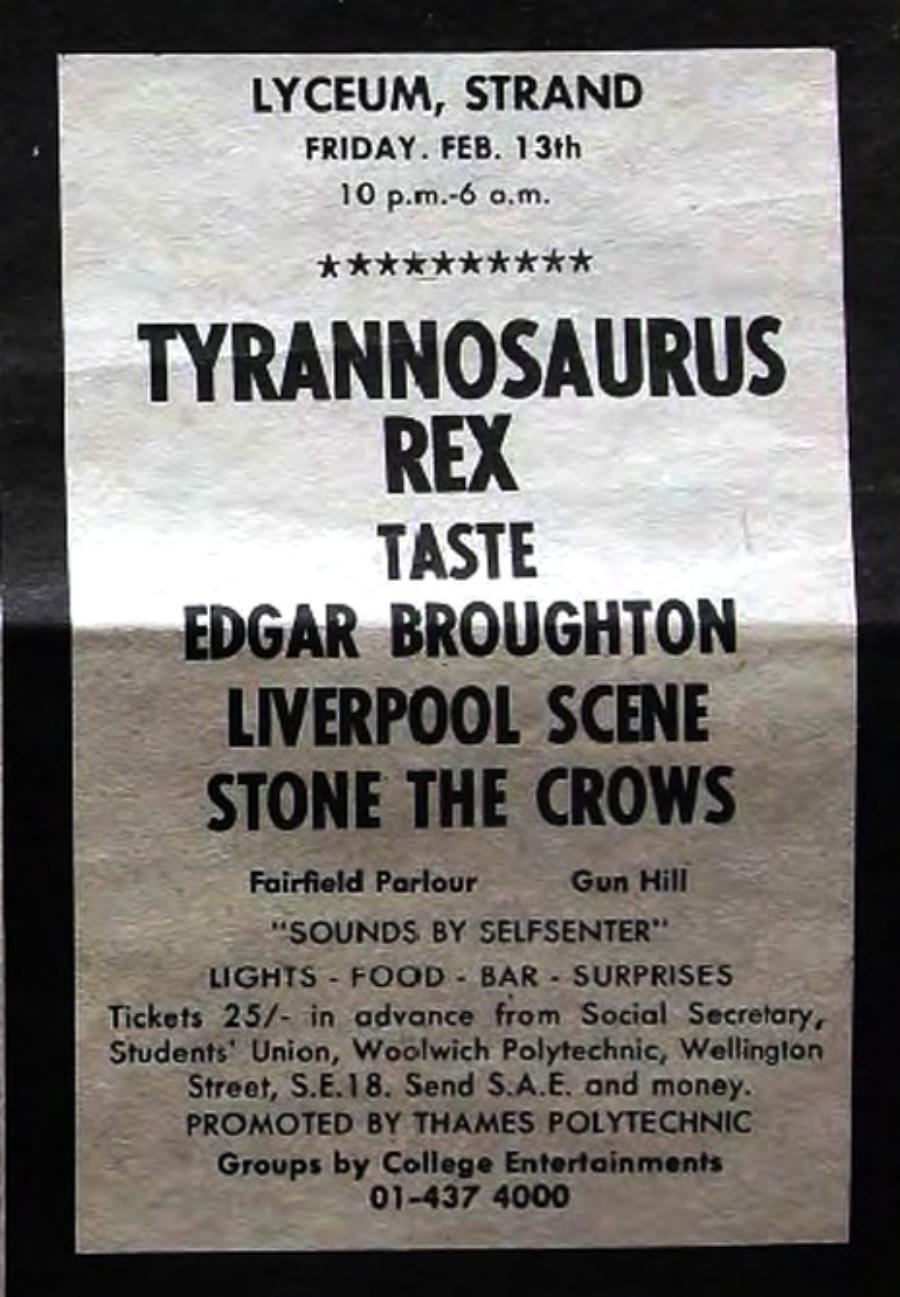 LYCEUM, STRAND
FRIDAY. FEB. 13th
10 p.m.-6 a.m.
★★★★★★★★★★
TYRANNOSAURUS
REX
TASTE
EDGAR BROUGHTON
LIVERPOOL SCENE
STONE THE CROWS
Fairfield Parlour Gun Hill
"SOUNDS BY SELFSENTER"
LIGHTS - FOOD - BAR - SURPRISES
Tickets 25/- in advance from Social Secretary,
Students' Union, Woolwich Polytechnic, Wellington
Street, S.E.18. Send S.A.E. and money.
PROMOTED BY THAMES POLYTECHNIC
Groups by College Entertainments
01-437 4000